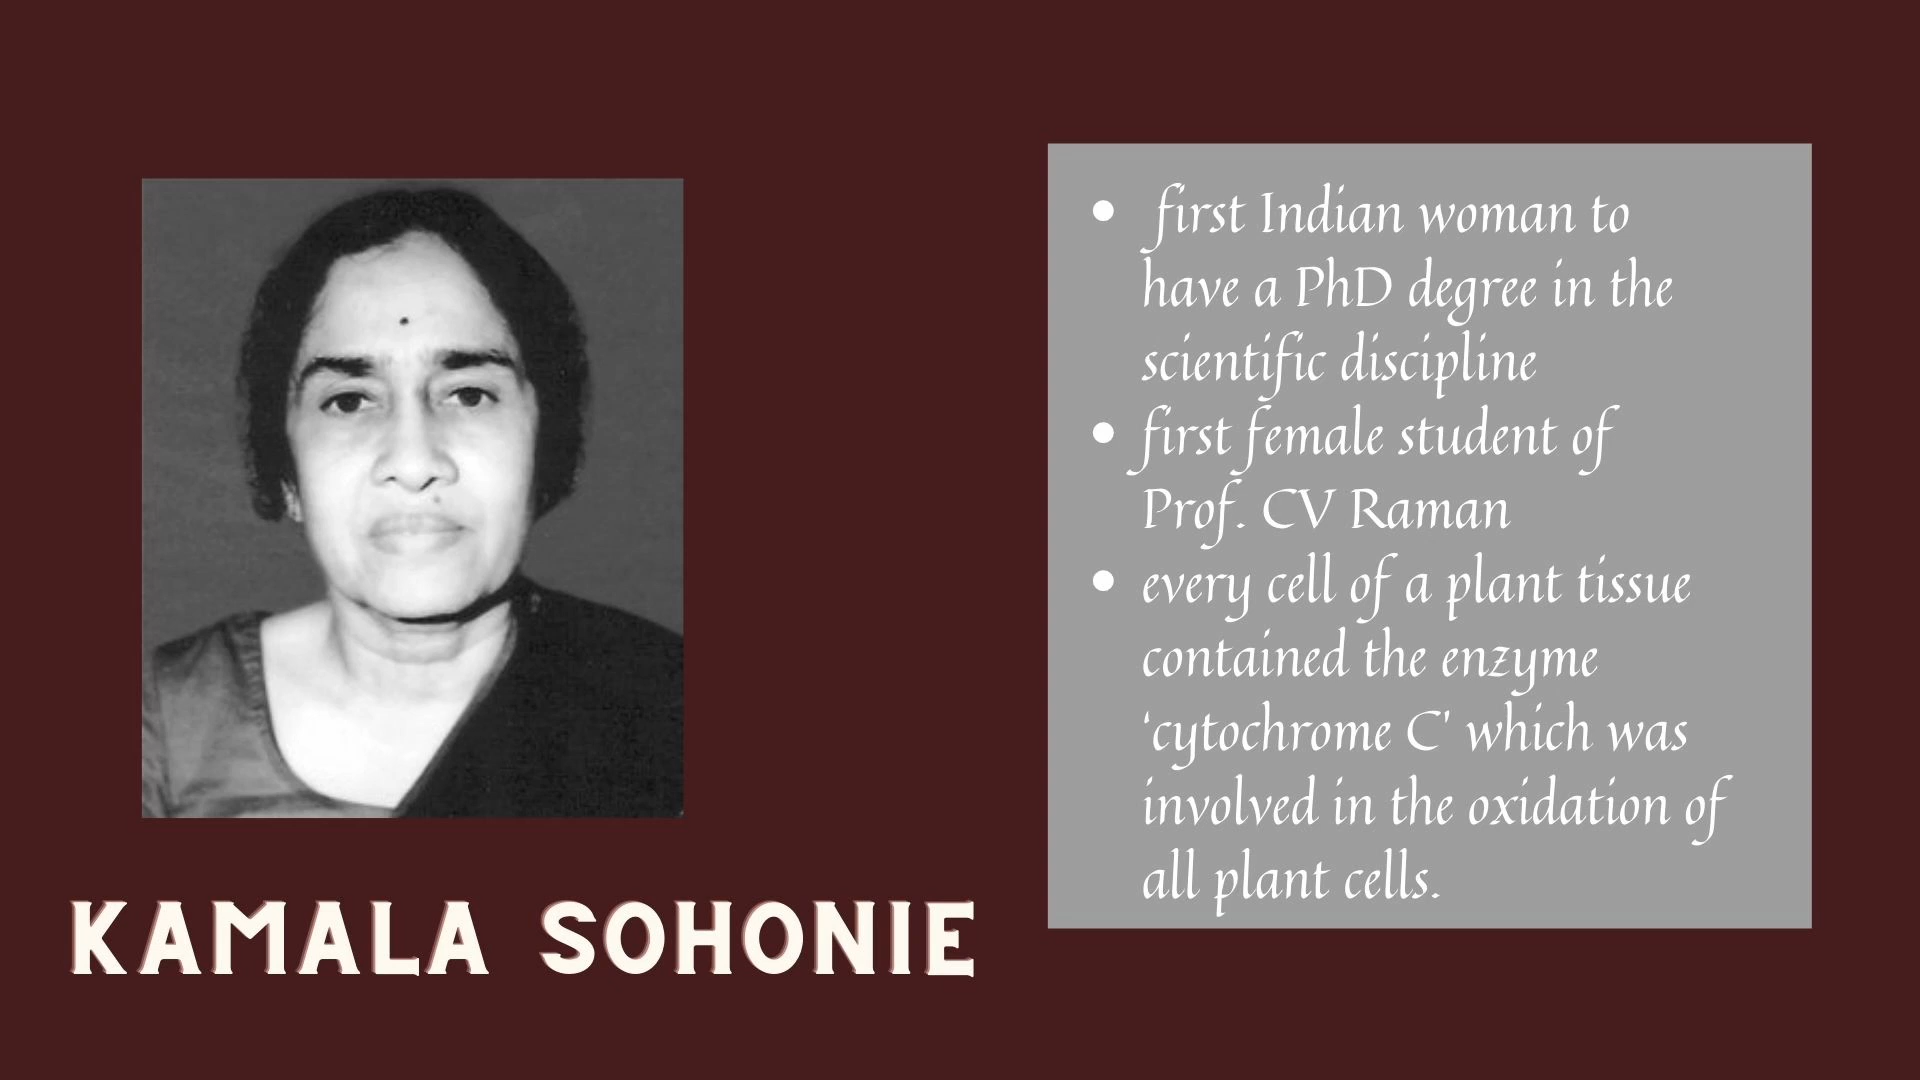 KAMALA SOHONIE
• first Indian woman to
have a PhD degree in the
scientific discipline
• first female student of
Prof. CV Raman
• every cell of a plant tissue
contained the enzyme
‘cytochrome C’ which was
involved in the oxidation of
all plant cells.